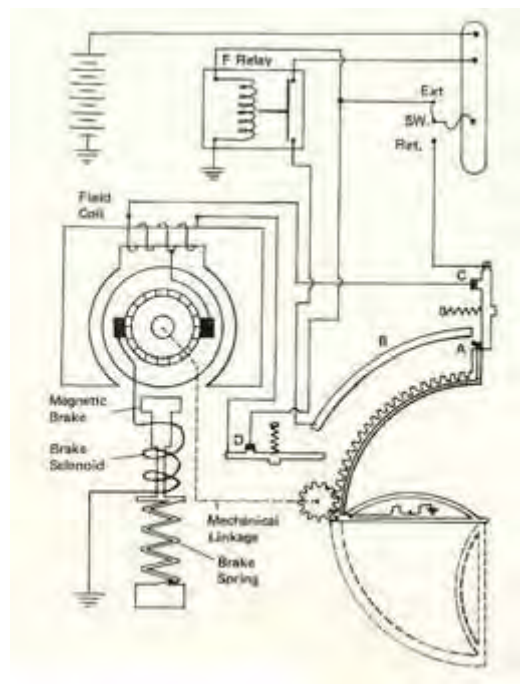 F Relay
Ext
SW.
Ret.
Field
Coil
C
B
A
Magnetic
Brake
D
Brake
Solenoid
Mechanical
Linkage
Brake
Spring